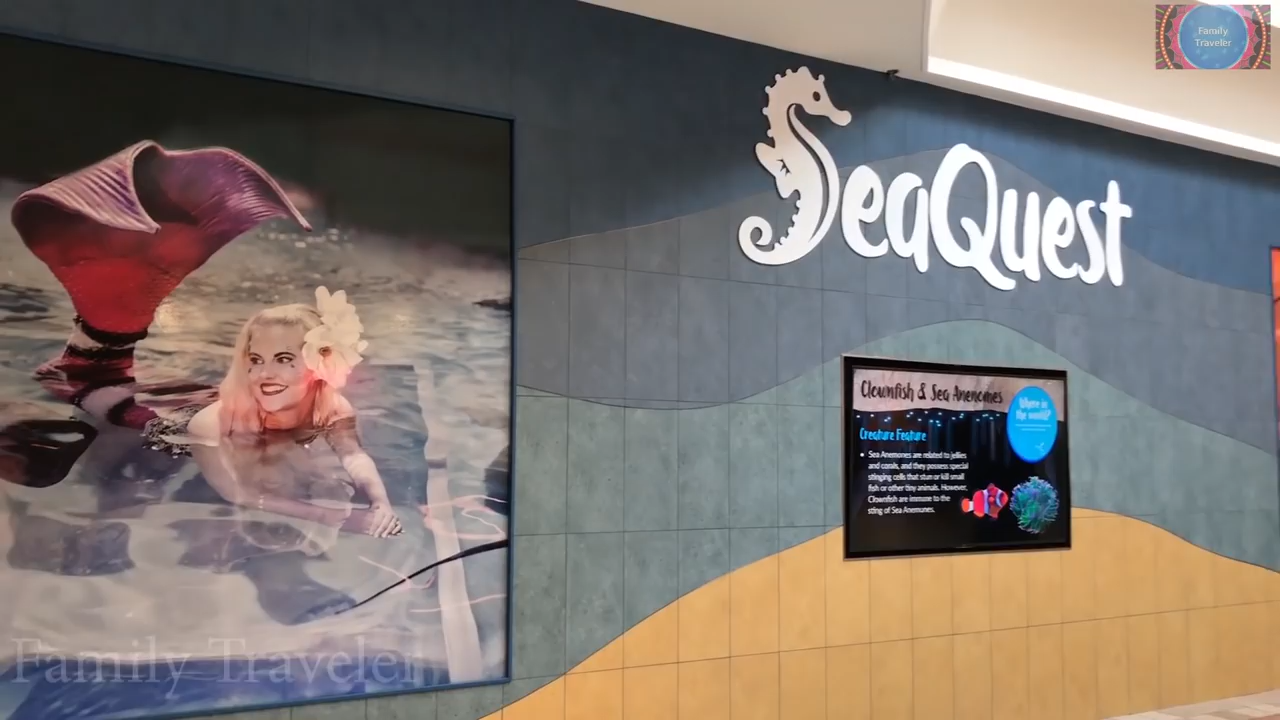 Family
Traveler
SeaQuest
Clownfish & Sea Anemones
Where in
the world?
Creature Feature
• Sea Anemones are related to jellies
and corals, and they possess special
stinging cells that stun or kill small
fish or other tiny animals. However,
Clownfish are immune to the
sting of Sea Anemones.
Family Traveler